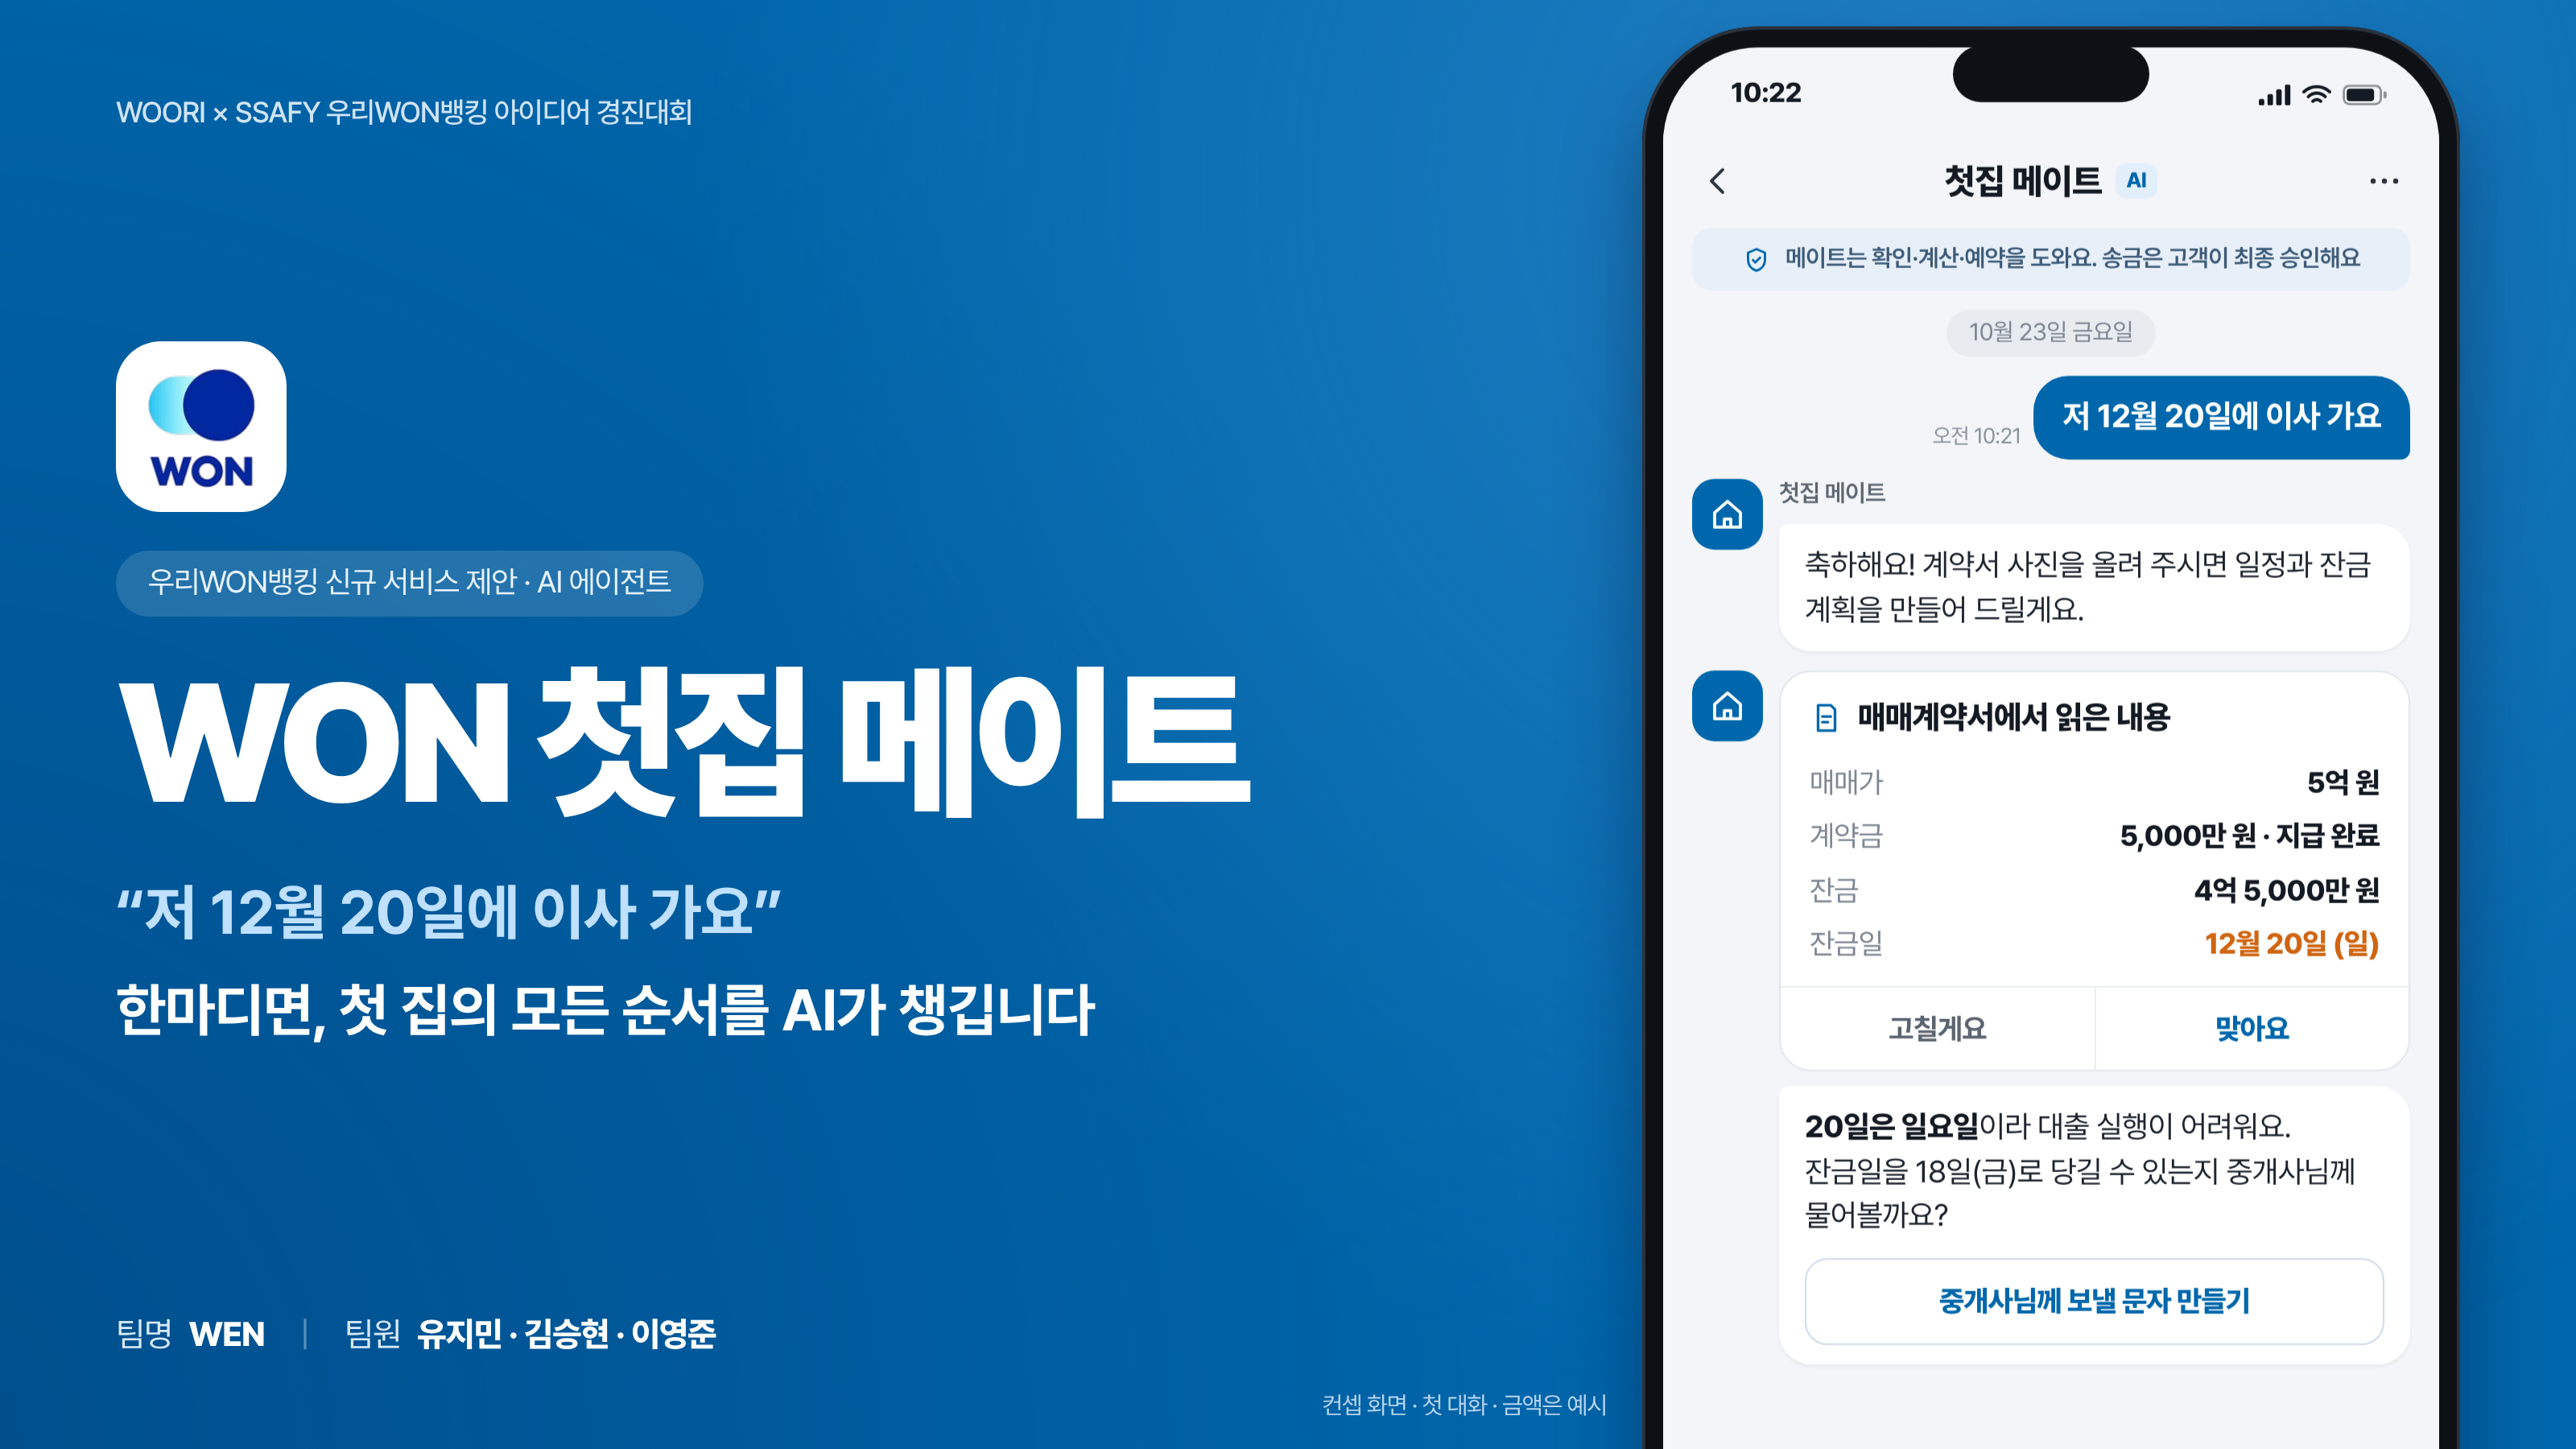 WOORI × SSAFY 우리WON뱅킹 아이디어 경진대회
WON
우리WON뱅킹 신규 서비스 제안 · AI 에이전트
WON 첫집 메이트
“저 12월 20일에 이사 가요”
한마디면, 첫 집의 모든 순서를 AI가 챙깁니다
팀명 WEN | 팀원 유지민 · 김승현 · 이영준
컨셉 화면 · 첫 대화 · 금액은 예시
10:22
첫집 메이트 AI
메이트는 확인·계산·예약을 도와요. 송금은 고객이 최종 승인해요
10월 23일 금요일
저 12월 20일에 이사 가요
오전 10:21
첫집 메이트
축하해요! 계약서 사진을 올려 주시면 일정과 잔금
계획을 만들어 드릴게요.
매매계약서에서 읽은 내용
매매가 5억 원
계약금 5,000만 원 · 지급 완료
잔금 4억 5,000만 원
잔금일 12월 20일 (일)
고칠게요 맞아요
20일은 일요일이라 대출 실행이 어려워요.
잔금일을 18일(금)로 당길 수 있는지 중개사님께
물어볼까요?
중개사님께 보낼 문자 만들기